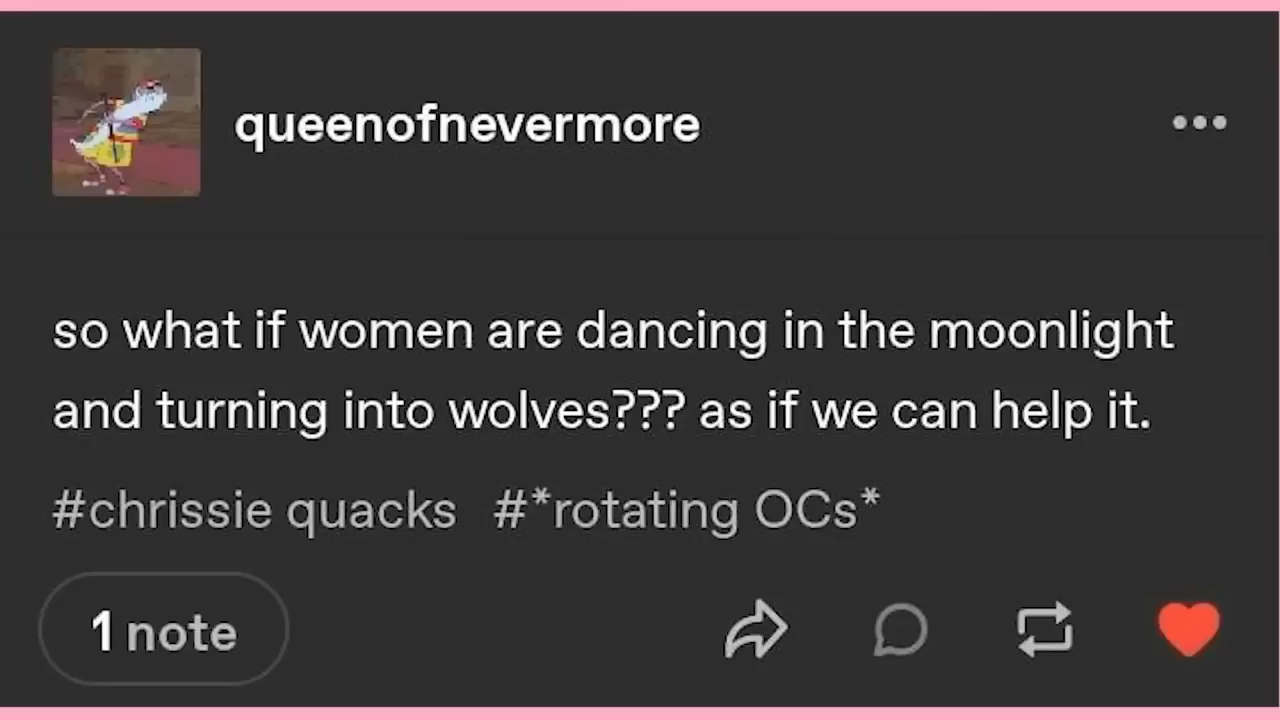 queenofnevermore
so what if women are dancing in the moonlight
and turning into wolves??? as if we can help it.
#chrissie quacks #*rotating OCs*
1 note